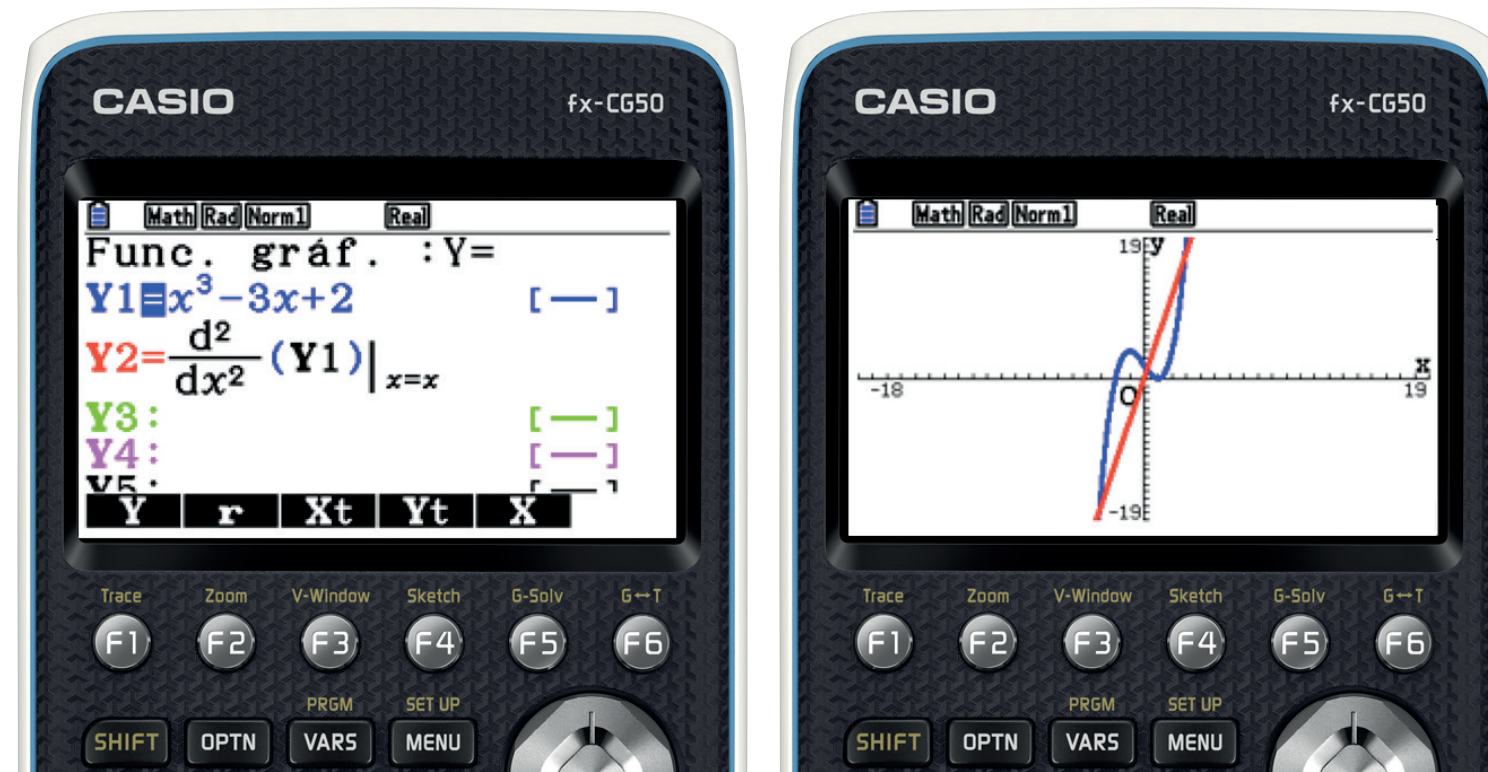 CASIO
fx-CG50
Math Rad Norm1 Real
Func. gráf. :Y=
Y1=x³-3x+2 [—]
Y2=d²/dx²(Y1)|x=x
Y3: [—]
Y4: [—]
Y5: [—]
Y r Xt Yt X
Trace Zoom V-Window Sketch G-Solv G↔T
F1 F2 F3 F4 F5 F6
PRGM SET UP
SHIFT OPTN VARS MENU
CASIO
fx-CG50
Math Rad Norm1 Real
19 y
x
-18 O 19
-19
Trace Zoom V-Window Sketch G-Solv G↔T
F1 F2 F3 F4 F5 F6
PRGM SET UP
SHIFT OPTN VARS MENU